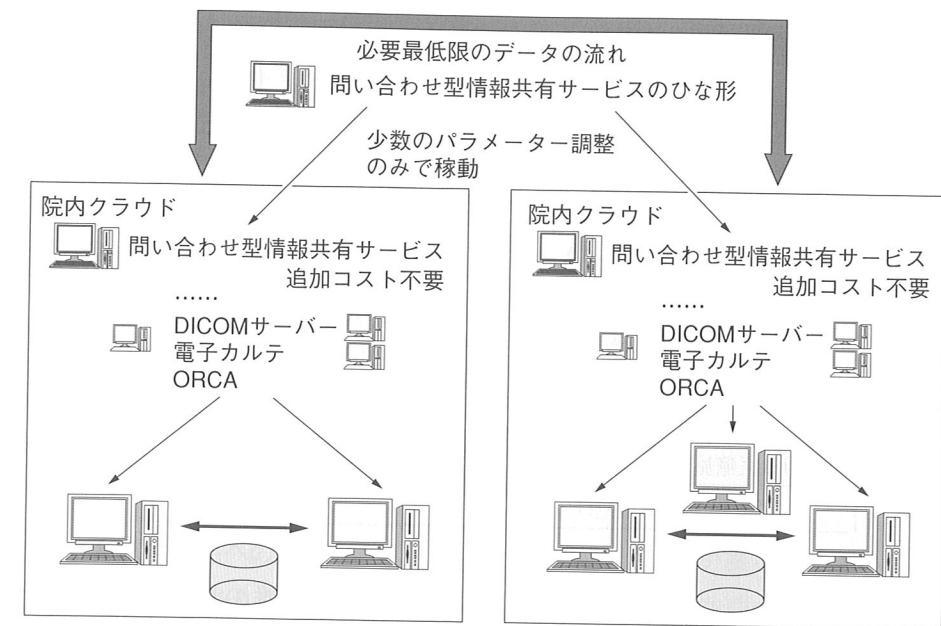 必要最低限のデータの流れ
問い合わせ型情報共有サービスのひな形
少数のパラメーター調整
のみで稼動
院内クラウド
問い合わせ型情報共有サービス
追加コスト不要
……
DICOMサーバー
電子カルテ
ORCA
院内クラウド
問い合わせ型情報共有サービス
追加コスト不要
……
DICOMサーバー
電子カルテ
ORCA